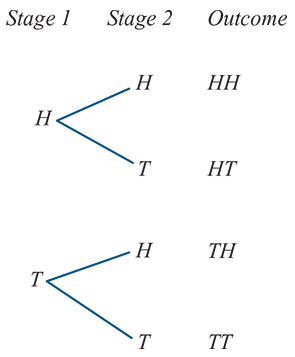 Stage 1 Stage 2 Outcome
H HH
H
T HT
H TH
T
T TT